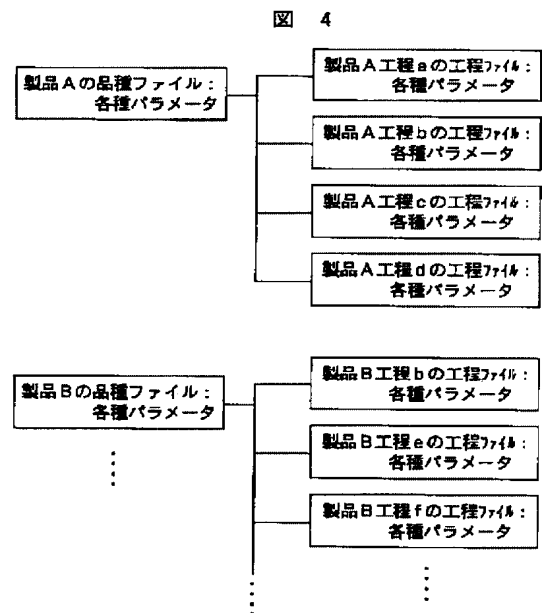 図 4
製品Aの品種ファイル：
各種パラメータ
製品A工程aの工程ﾌｧｲﾙ：
各種パラメータ
製品A工程bの工程ﾌｧｲﾙ：
各種パラメータ
製品A工程cの工程ﾌｧｲﾙ：
各種パラメータ
製品A工程dの工程ﾌｧｲﾙ：
各種パラメータ
製品Bの品種ファイル：
各種パラメータ
製品B工程bの工程ﾌｧｲﾙ：
各種パラメータ
製品B工程eの工程ﾌｧｲﾙ：
各種パラメータ
製品B工程fの工程ﾌｧｲﾙ：
各種パラメータ